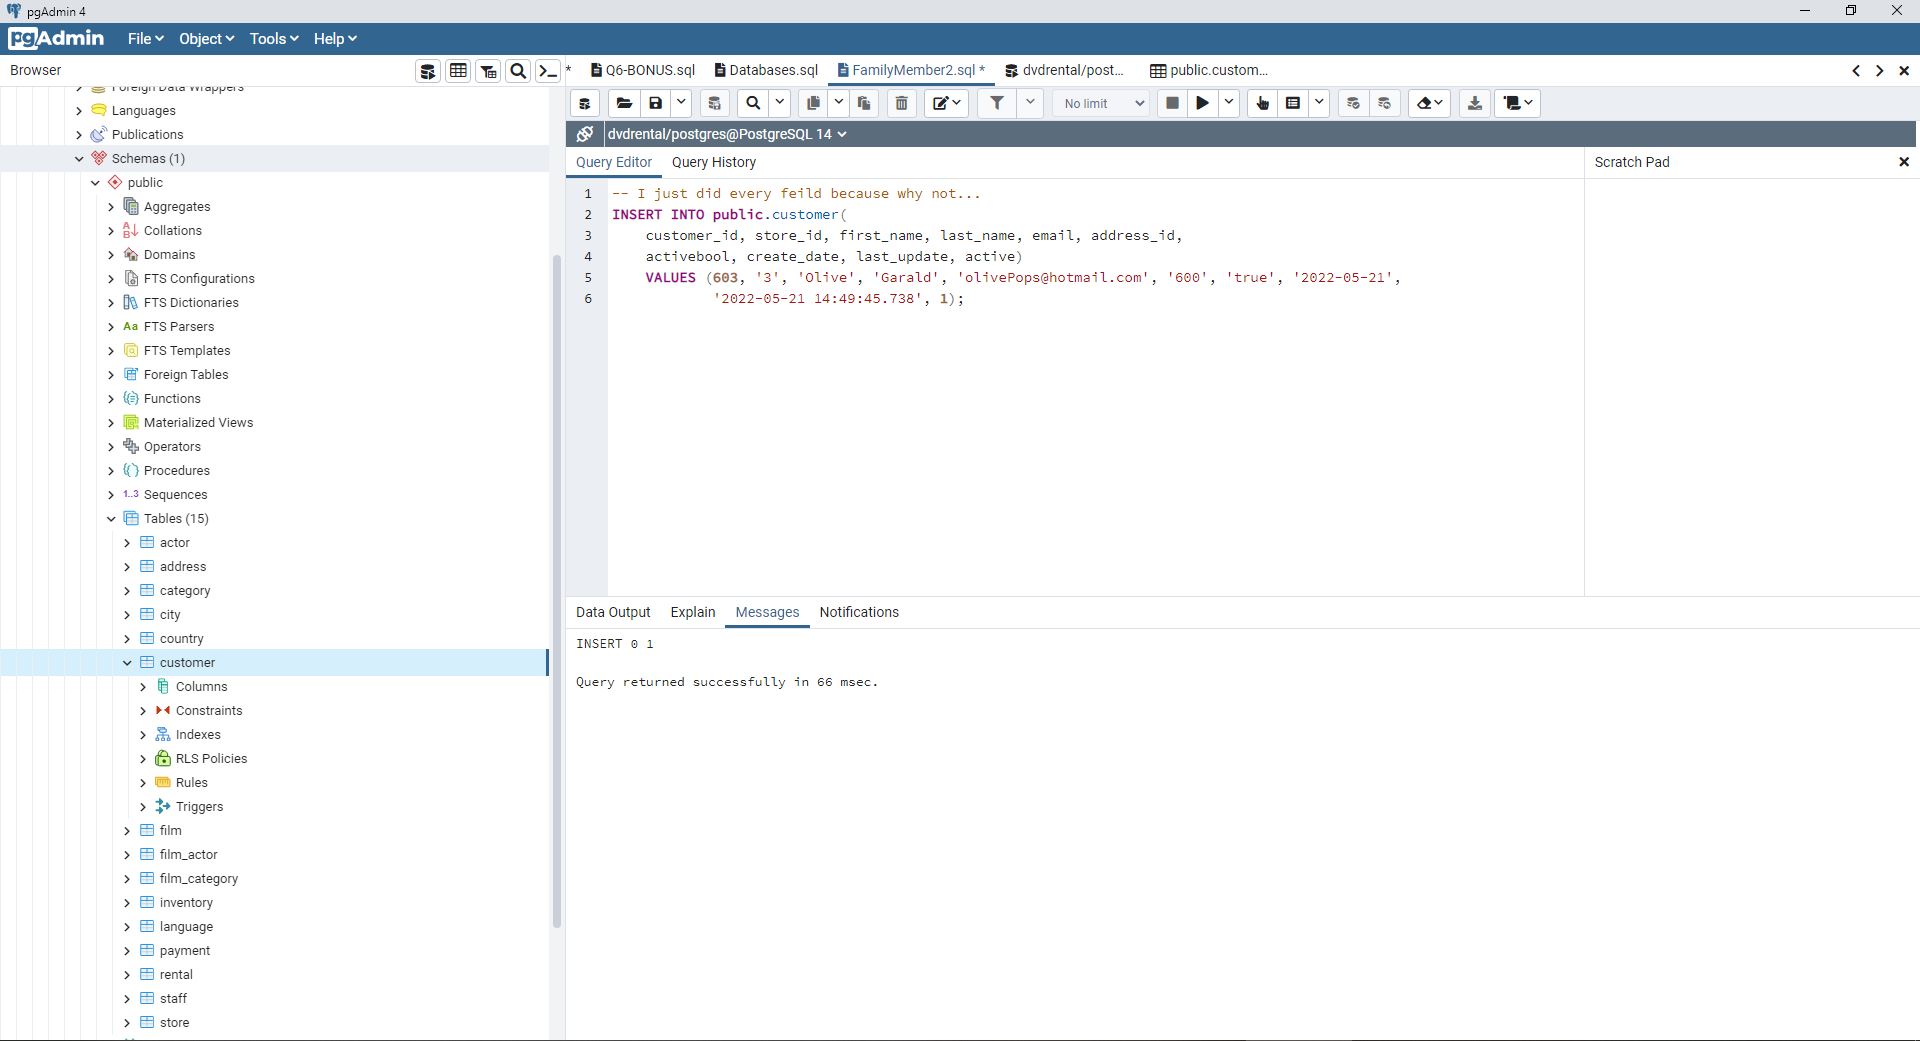 pgAdmin 4
pgAdmin File Object Tools Help
Browser
* Q6-BONUS.sql Databases.sql FamilyMember2.sql * dvdrental/post... public.custom...
No limit
dvdrental/postgres@PostgreSQL 14
Query Editor Query History
Scratch Pad
Foreign Data Wrappers
Languages
Publications
Schemas (1)
public
Aggregates
Collations
Domains
FTS Configurations
FTS Dictionaries
Aa FTS Parsers
FTS Templates
Foreign Tables
Functions
Materialized Views
Operators
Procedures
1..3 Sequences
Tables (15)
actor
address
category
city
country
customer
Columns
Constraints
Indexes
RLS Policies
Rules
Triggers
film
film_actor
film_category
inventory
language
payment
rental
staff
store
1 -- I just did every feild because why not...
2 INSERT INTO public.customer(
3 customer_id, store_id, first_name, last_name, email, address_id,
4 activebool, create_date, last_update, active)
5 VALUES (603, '3', 'Olive', 'Garald', 'olivePops@hotmail.com', '600', 'true', '2022-05-21',
6 '2022-05-21 14:49:45.738', 1);
Data Output Explain Messages Notifications
INSERT 0 1
Query returned successfully in 66 msec.